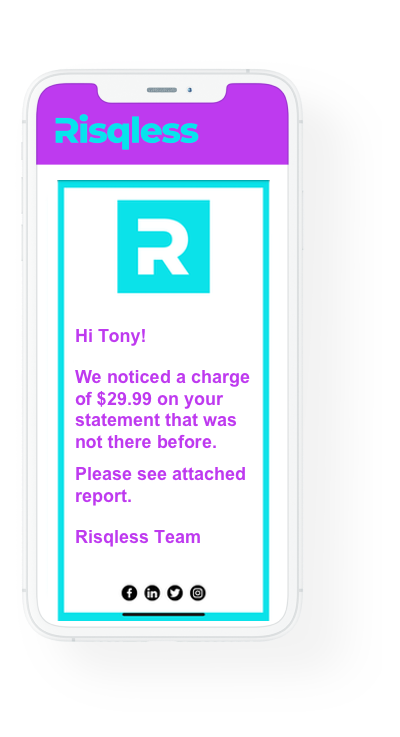 Risqless
R
Hi Tony!
We noticed a charge
of $29.99 on your
statement that was
not there before.
Please see attached
report.
Risqless Team